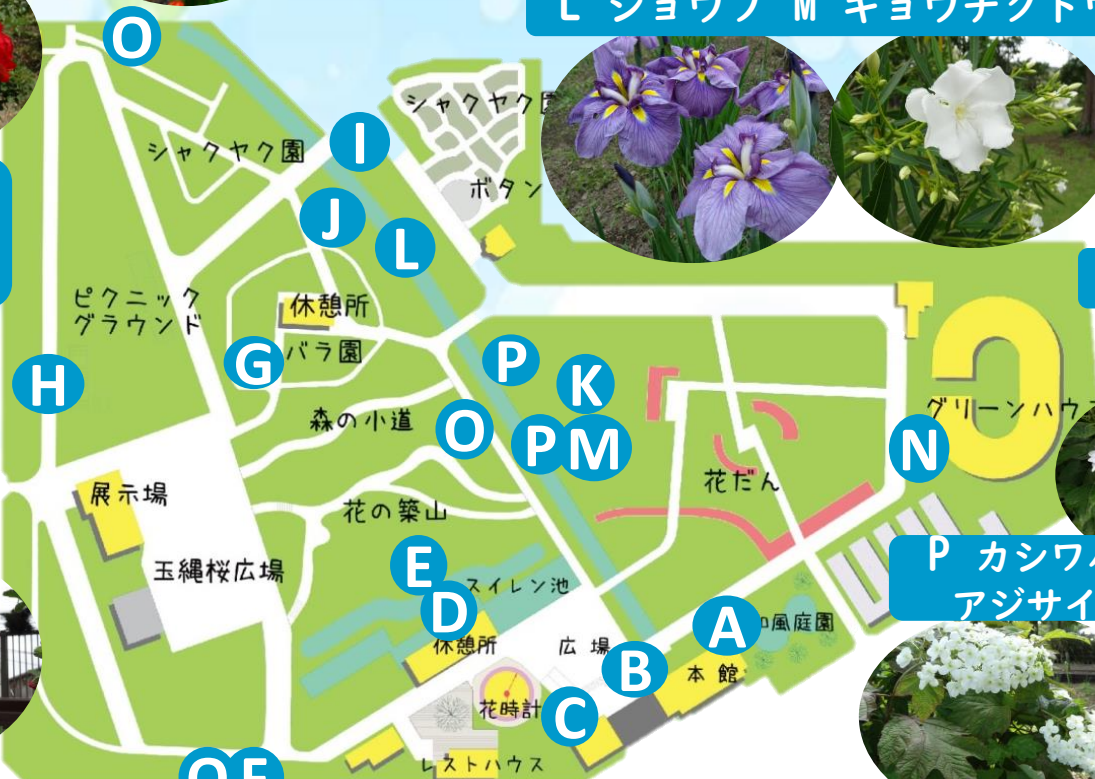 L ショウブ M キョウチクトウ
O
シャクヤク園
シャクヤク園
I
ボタン
J
L
ピクニック
グラウンド
休憩所
バラ園
G
H
P
K
グリーンハウス
森の小道
O
P
M
N
花だん
展示場
花の築山
玉縄桜広場
E
スイレン池
D
休憩所
P カシワバ
アジサイ
A
和風庭園
広場
B
本館
花時計
C
レストハウス
O
F